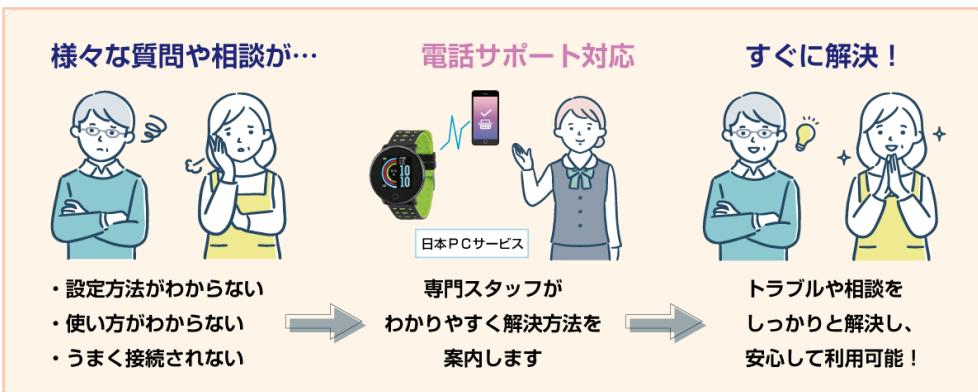 様々な質問や相談が…
電話サポート対応
すぐに解決！
10
10
日本ＰＣサービス
・設定方法がわからない
・使い方がわからない
・うまく接続されない
専門スタッフが
わかりやすく解決方法を
案内します
トラブルや相談を
しっかりと解決し、
安心して利用可能！